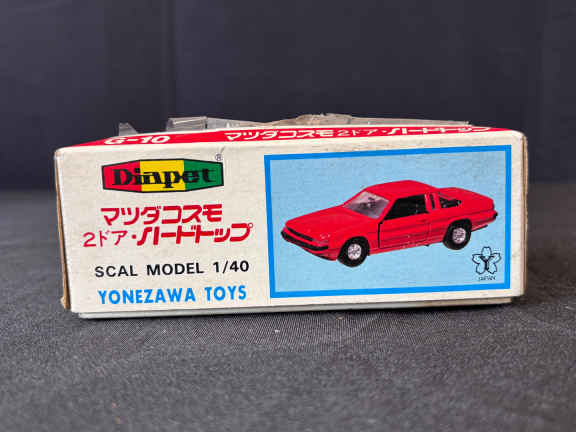 G-10 マツダコスモ2ドア・ハードトップ
Diapet®
マツダコスモ
2ドア・ハードトップ
SCAL MODEL 1/40
YONEZAWA TOYS
JAPAN